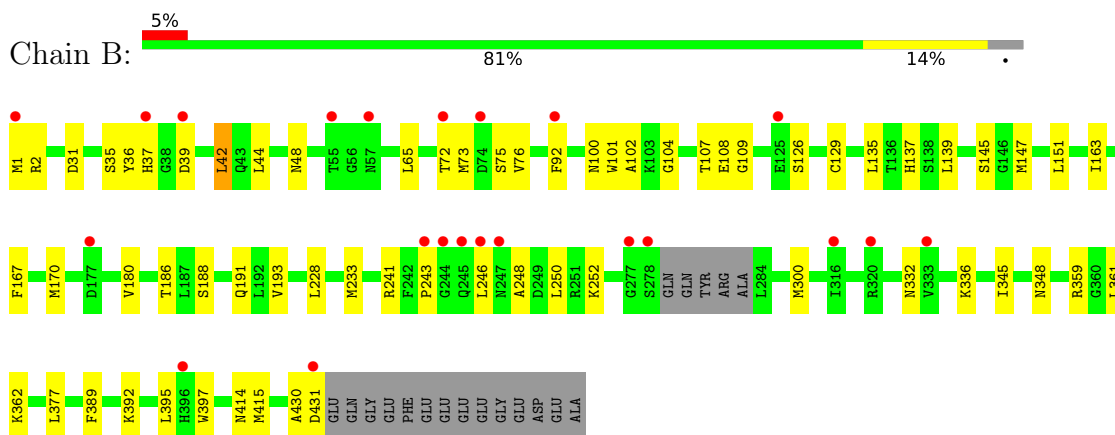 5%
Chain B:
81% 14% •
M1 R2 D31 S35 Y36 H37 G38 D39 L42 Q43 L44 N48 T55 G56 N57 L65 T72 M73 D74 S75 V76 F92 N100 W101 A102 K103 G104 T107 E108 G109 E125 S126 C129 L135 T136 H137 S138 L139 S145 G146 M147 L151 I163
F167 M170 D177 V180 T186 L187 S188 Q191 L192 V193 L228 M233 R241 F242 P243 G244 Q245 L246 N247 A248 D249 L250 R251 K252 G277 S278 GLN GLN TYR ARG ALA L284 M300 I316 R320 N332 V333 K336 I345 N348 R359 G360 L361
K362 L377 F389 K392 L395 H396 W397 N414 M415 A430 D431 GLU GLN GLY GLU PHE GLU GLU GLU GLU GLY GLU ASP GLU ALA